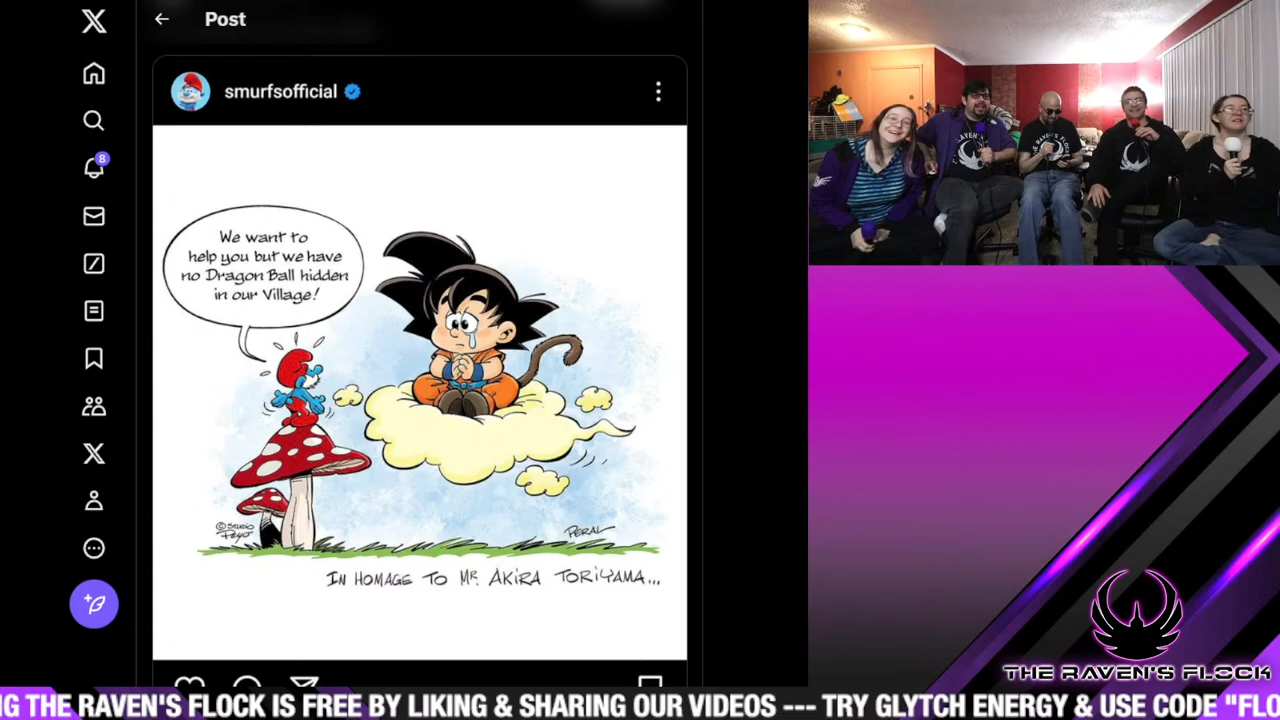 Post
8
smurfsofficial
We want to
help you but we have
no Dragon Ball hidden
in our Village!
© STUDIO
Peyo
PERAL
IN HOMAGE TO MR. AKIRA TORIYAMA...
THE RAVEN'S FLOCK
NG THE RAVEN'S FLOCK IS FREE BY LIKING & SHARING OUR VIDEOS --- TRY GLYTCH ENERGY & USE CODE "FLO